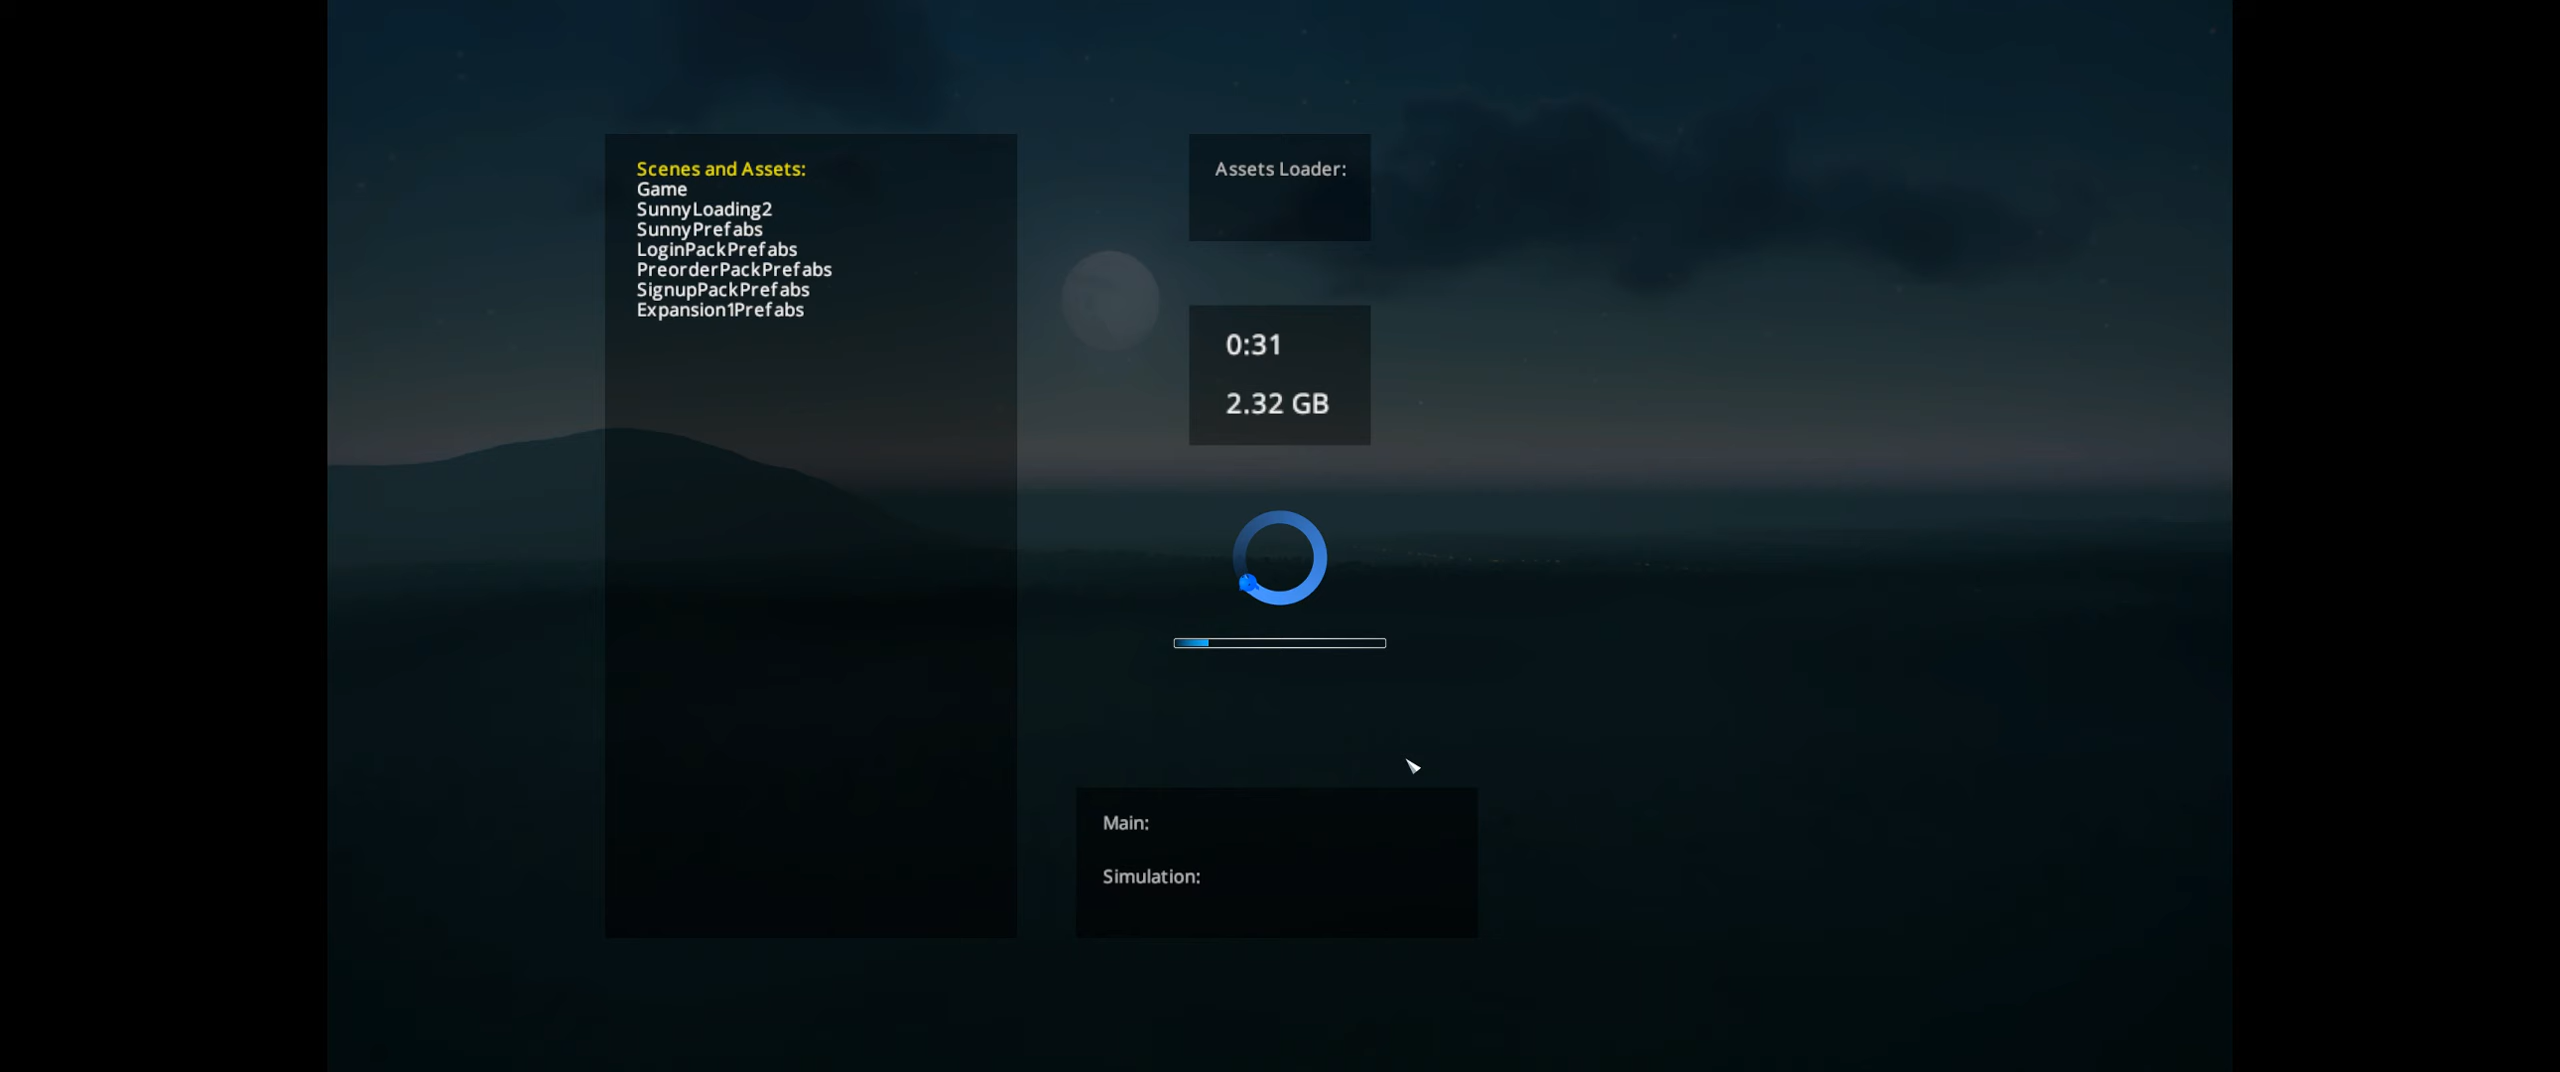 Scenes and Assets:
Game
SunnyLoading2
SunnyPrefabs
LoginPackPrefabs
PreorderPackPrefabs
SignupPackPrefabs
Expansion1Prefabs
Assets Loader:
0:31
2.32 GB
Main:
Simulation: